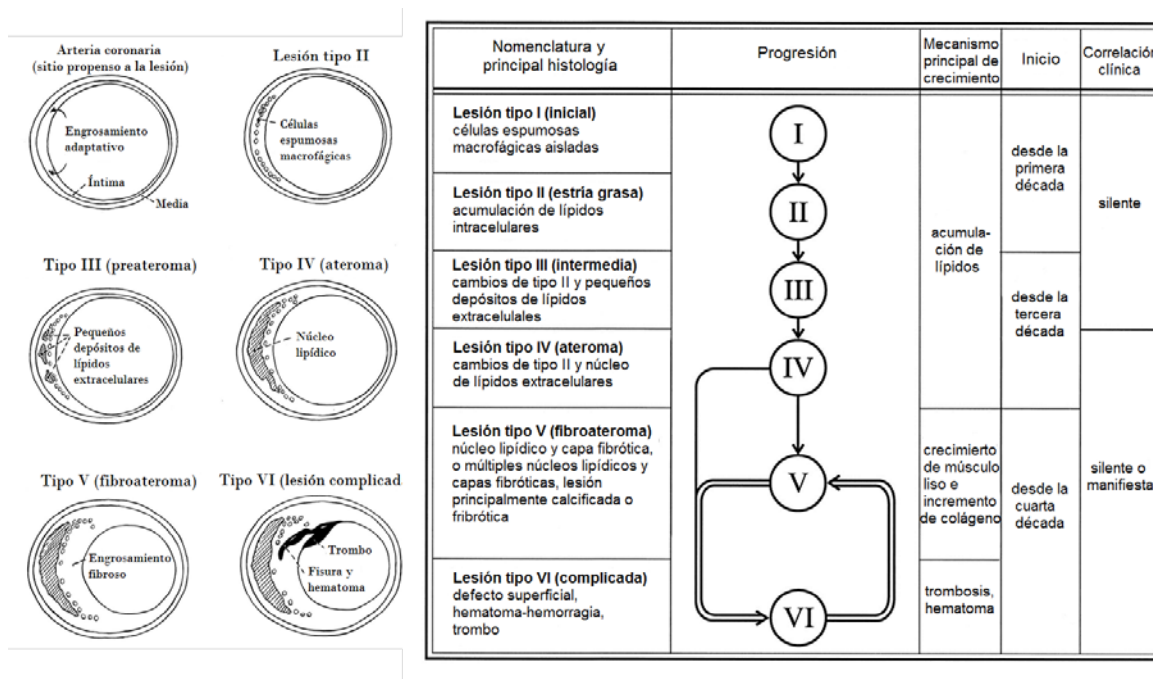 Arteria coronaria
(sitio propenso a la lesión)
Engrosamiento
adaptativo
Íntima
Media
Lesión tipo II
Células
espumosas
macrofágicas
Tipo III (preateroma)
Pequeños
depósitos de
lípidos
extracelulares
Tipo IV (ateroma)
Núcleo
lipídico
Tipo V (fibroateroma)
Engrosamiento
fibroso
Tipo VI (lesión complicad
Trombo
Fisura y
hematoma
Nomenclatura y
principal histología
Progresión
Mecanismo
principal de
crecimiento
Inicio
Correlación
clínica
Lesión tipo I (inicial)
células espumosas
macrofágicas aisladas
Lesión tipo II (estría grasa)
acumulación de lípidos
intracelulares
Lesión tipo III (intermedia)
cambios de tipo II y pequeños
depósitos de lípidos
extracelulales
Lesión tipo IV (ateroma)
cambios de tipo II y núcleo
de lípidos extracelulares
Lesión tipo V (fibroateroma)
núcleo lipídico y capa fibrótica,
o múltiples núcleos lipídicos y
capas fibróticas, lesión
principalmente calcificada o
fribrótica
Lesión tipo VI (complicada)
defecto superficial,
hematoma-hemorragia,
trombo
I
II
III
IV
V
VI
acumula-
ción de
lípidos
crecimierto
de músculo
liso e
incremento
de colágeno
trombosis,
hematoma
desde la
primera
década
desde la
tercera
década
desde la
cuarta
década
silente
silente o
manifiesta